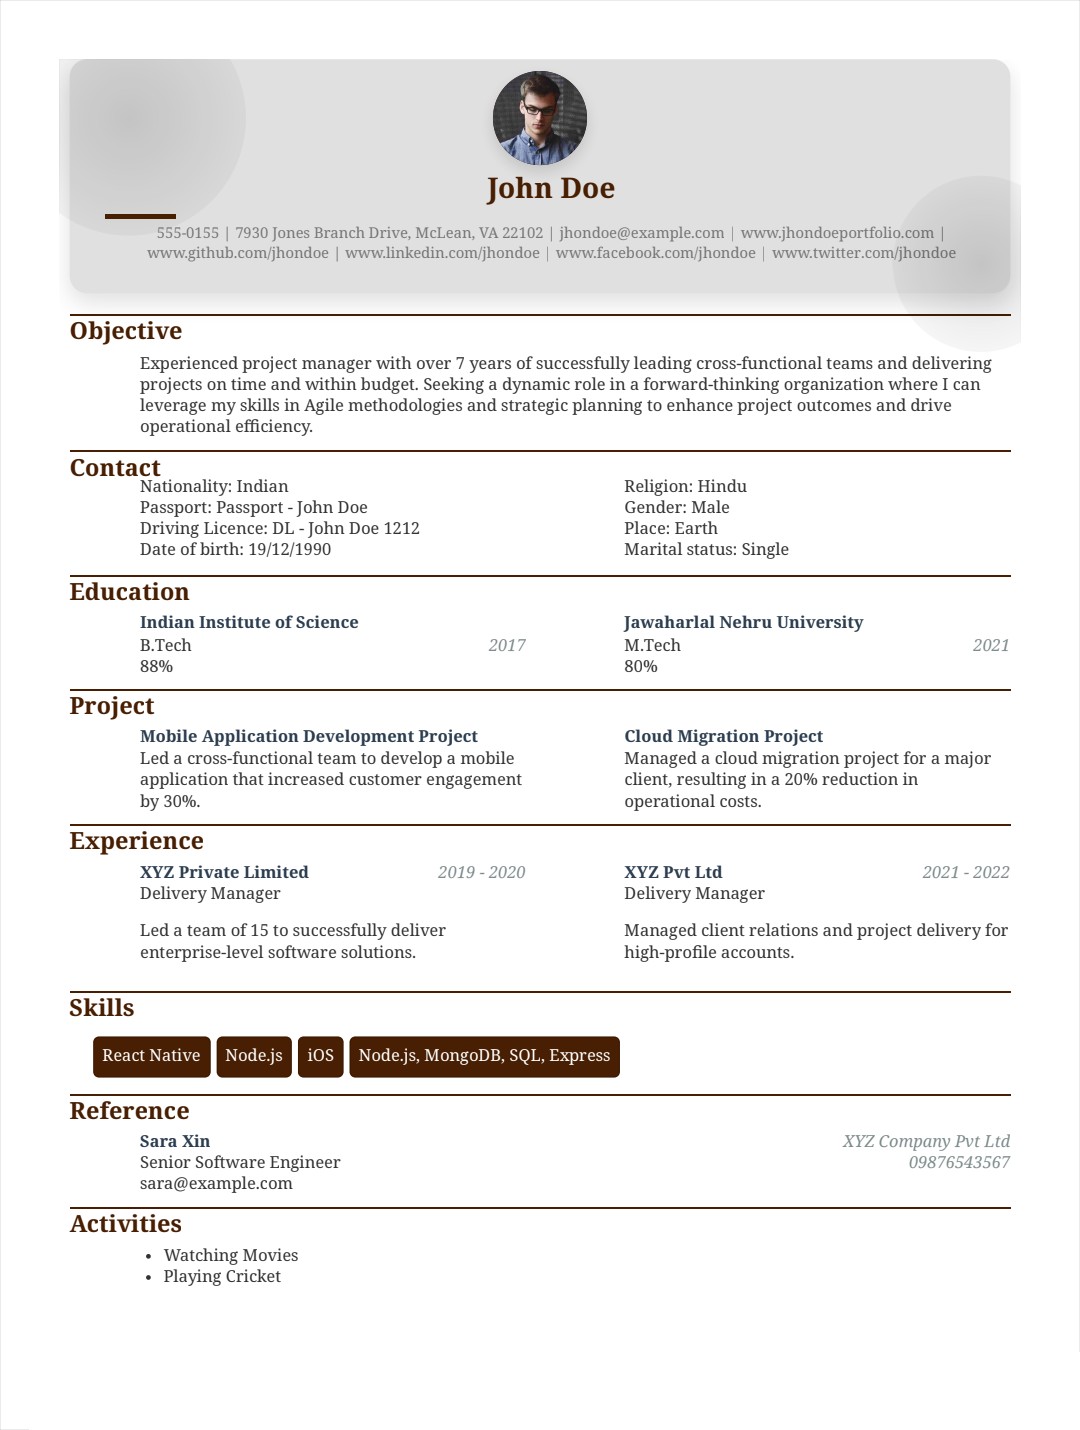 John Doe
555-0155 | 7930 Jones Branch Drive, McLean, VA 22102 | jhondoe@example.com | www.jhondoeportfolio.com |
www.github.com/jhondoe | www.linkedin.com/jhondoe | www.facebook.com/jhondoe | www.twitter.com/jhondoe
Objective
Experienced project manager with over 7 years of successfully leading cross-functional teams and delivering
projects on time and within budget. Seeking a dynamic role in a forward-thinking organization where I can
leverage my skills in Agile methodologies and strategic planning to enhance project outcomes and drive
operational efficiency.
Contact
Nationality: Indian
Passport: Passport - John Doe
Driving Licence: DL - John Doe 1212
Date of birth: 19/12/1990
Religion: Hindu
Gender: Male
Place: Earth
Marital status: Single
Education
Indian Institute of Science
B.Tech 2017
88%
Jawaharlal Nehru University
M.Tech 2021
80%
Project
Mobile Application Development Project
Led a cross-functional team to develop a mobile
application that increased customer engagement
by 30%.
Cloud Migration Project
Managed a cloud migration project for a major
client, resulting in a 20% reduction in
operational costs.
Experience
XYZ Private Limited 2019 - 2020
Delivery Manager
Led a team of 15 to successfully deliver
enterprise-level software solutions.
XYZ Pvt Ltd 2021 - 2022
Delivery Manager
Managed client relations and project delivery for
high-profile accounts.
Skills
React Native Node.js iOS Node.js, MongoDB, SQL, Express
Reference
Sara Xin XYZ Company Pvt Ltd
Senior Software Engineer 09876543567
sara@example.com
Activities
• Watching Movies
• Playing Cricket